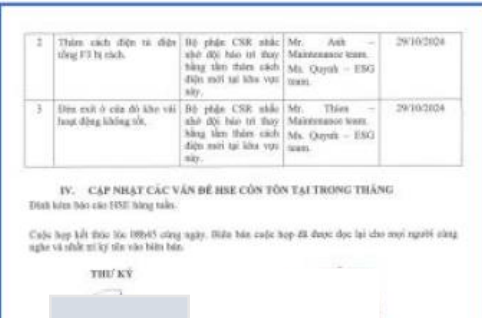 2 Thảm cách điện tủ điện Bộ phận CSR nhắc Mr. Anh – 29/10/2024
tổng F3 bị rách. nhở đội bảo trì thay Maintenance team.
bằng tấm thảm cách Ms. Quỳnh – ESG
điện mới tại khu vực team.
này.
3 Đèn exit ở cửa đỏ kho vải Bộ phận CSR nhắc Mr. Thiên – 29/10/2024
hoạt động không tốt. nhở đội bảo trì thay Maintenance team.
bằng tấm thảm cách Ms. Quỳnh – ESG
điện mới tại khu vực team.
này.
IV. CẬP NHẬT CÁC VẤN ĐỀ HSE CÒN TỒN TẠI TRONG THÁNG
Đính kèm báo cáo HSE hàng tuần.
Cuộc họp kết thúc lúc 08h45 cùng ngày. Biên bản cuộc họp đã được đọc lại cho mọi người cùng
nghe và nhất trí ký tên vào biên bản.
THƯ KÝ